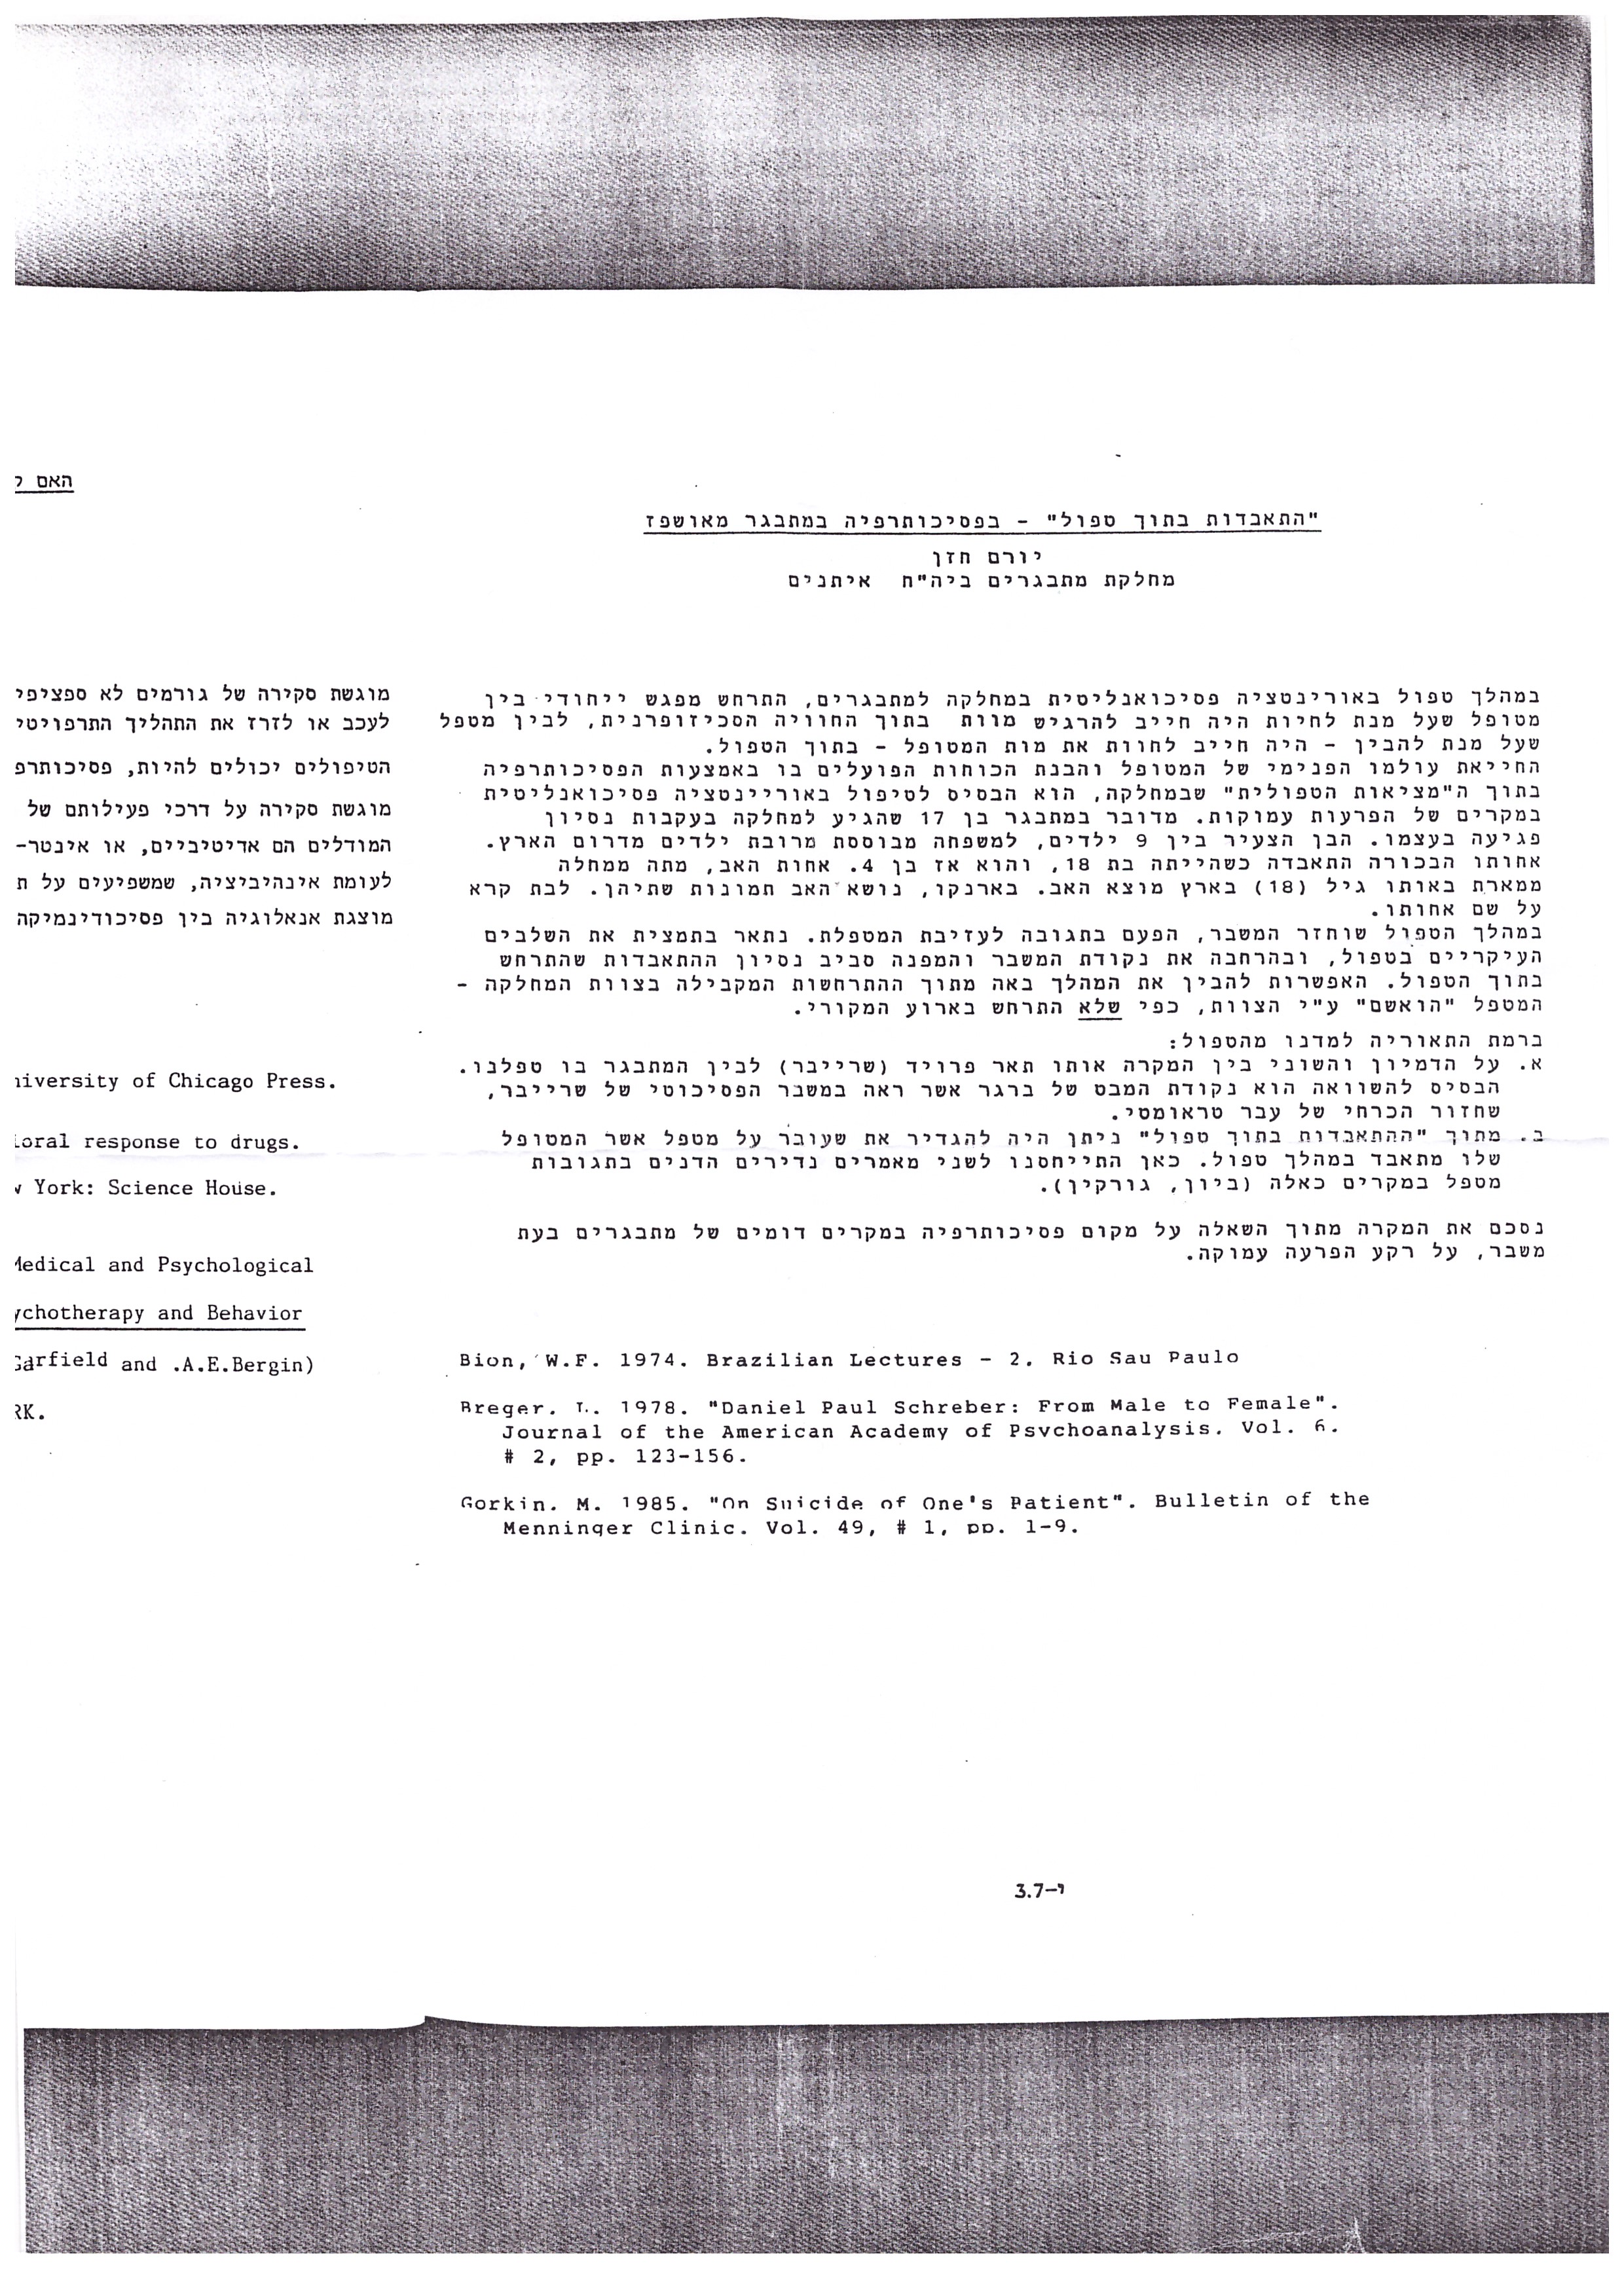 "התאבדות בתוך טפול" - בפסיכותרפיה במתבגר מאושפז
יורם חזן
מחלקת מתבגרים ביה"ח איתנים
במהלך טפול באורינטציה פסיכואנליטית במחלקה למתבגרים, התרחש מפגש ייחודי בין
מטופל שעל מנת לחיות היה חייב להרגיש מוות בתוך החוויה הסכיזופרנית, לבין מטפל
שעל מנת להבין - היה חייב לחוות את מות המטופל - בתוך הטפול.
החייאת עולמו הפנימי של המטופל והבנת הכוחות הפועלים בו באמצעות הפסיכותרפיה
בתוך ה"מציאות הטפולית" שבמחלקה, הוא הבסיס לטיפול באוריינטציה פסיכואנליטית
במקרים של הפרעות עמוקות. מדובר במתבגר בן 17 שהגיע למחלקה בעקבות נסיון
פגיעה בעצמו. הבן הצעיר בין 9 ילדים, למשפחה מבוססת מרובת ילדים מדרום הארץ.
אחותו הבכורה התאבדה כשהייתה בת 18, והוא אז בן 4. אחות האב, מתה ממחלה
ממארת באותו גיל (18) בארץ מוצא האב. בארנקו, נושא האב תמונות שתיהן. לבת קרא
על שם אחותו.
במהלך הטפול שוחזר המשבר, הפעם בתגובה לעזיבת המטפלת. נתאר בתמצית את השלבים
העיקריים בטפול, ובהרחבה את נקודת המשבר והמפנה סביב נסיון ההתאבדות שהתרחש
בתוך הטפול. האפשרות להבין את המהלך באה מתוך ההתרחשות המקבילה בצוות המחלקה -
המטפל "הואשם" ע"י הצוות, כפי שלא התרחש בארוע המקורי.
ברמת התאוריה למדנו מהטפול:
א. על הדמיון והשוני בין המקרה אותו תאר פרויד (שרייבר) לבין המתבגר בו טפלנו.
הבסיס להשוואה הוא נקודת המבט של ברגר אשר ראה במשבר הפסיכוטי של שרייבר,
שחזור הכרחי של עבר טראומטי.
ב. מתוך "ההתאבדות בתוך טפול" ניתן היה להגדיר את שעובר על מטפל אשר המטופל
שלו מתאבד במהלך טפול. כאן התייחסנו לשני מאמרים נדירים הדנים בתגובות
מטפל במקרים כאלה (ביון, גורקין).
נסכם את המקרה מתוך השאלה על מקום פסיכותרפיה במקרים דומים של מתבגרים בעת
משבר, על רקע הפרעה עמוקה.
Bion, W.F. 1974. Brazilian Lectures - 2. Rio Sau Paulo
Breger. L. 1978. "Daniel Paul Schreber: From Male to Female".
Journal of the American Academy of Psychoanalysis. Vol. 6.
# 2, pp. 123-156.
Gorkin. M. 1985. "On Suicide of One's Patient". Bulletin of the
Menninger Clinic. Vol. 49, # 1, pp. 1-9.
י-3.7
האם
מוגשת סקירה של גורמים לא ספציפי
לעכב או לזרז את התהליך התרפויטי
הטיפולים יכולים להיות, פסיכותרפ
מוגשת סקירה על דרכי פעילותם של
המודלים הם אדיטיביים, או אינטר-
לעומת אינהיביציה, שמשפיעים על ת
מוצגת אנאלוגיה בין פסיכודינמיקה
niversity of Chicago Press.
ioral response to drugs.
w York: Science House.
Medical and Psychological
ychotherapy and Behavior
Garfield and .A.E.Bergin)
RK.